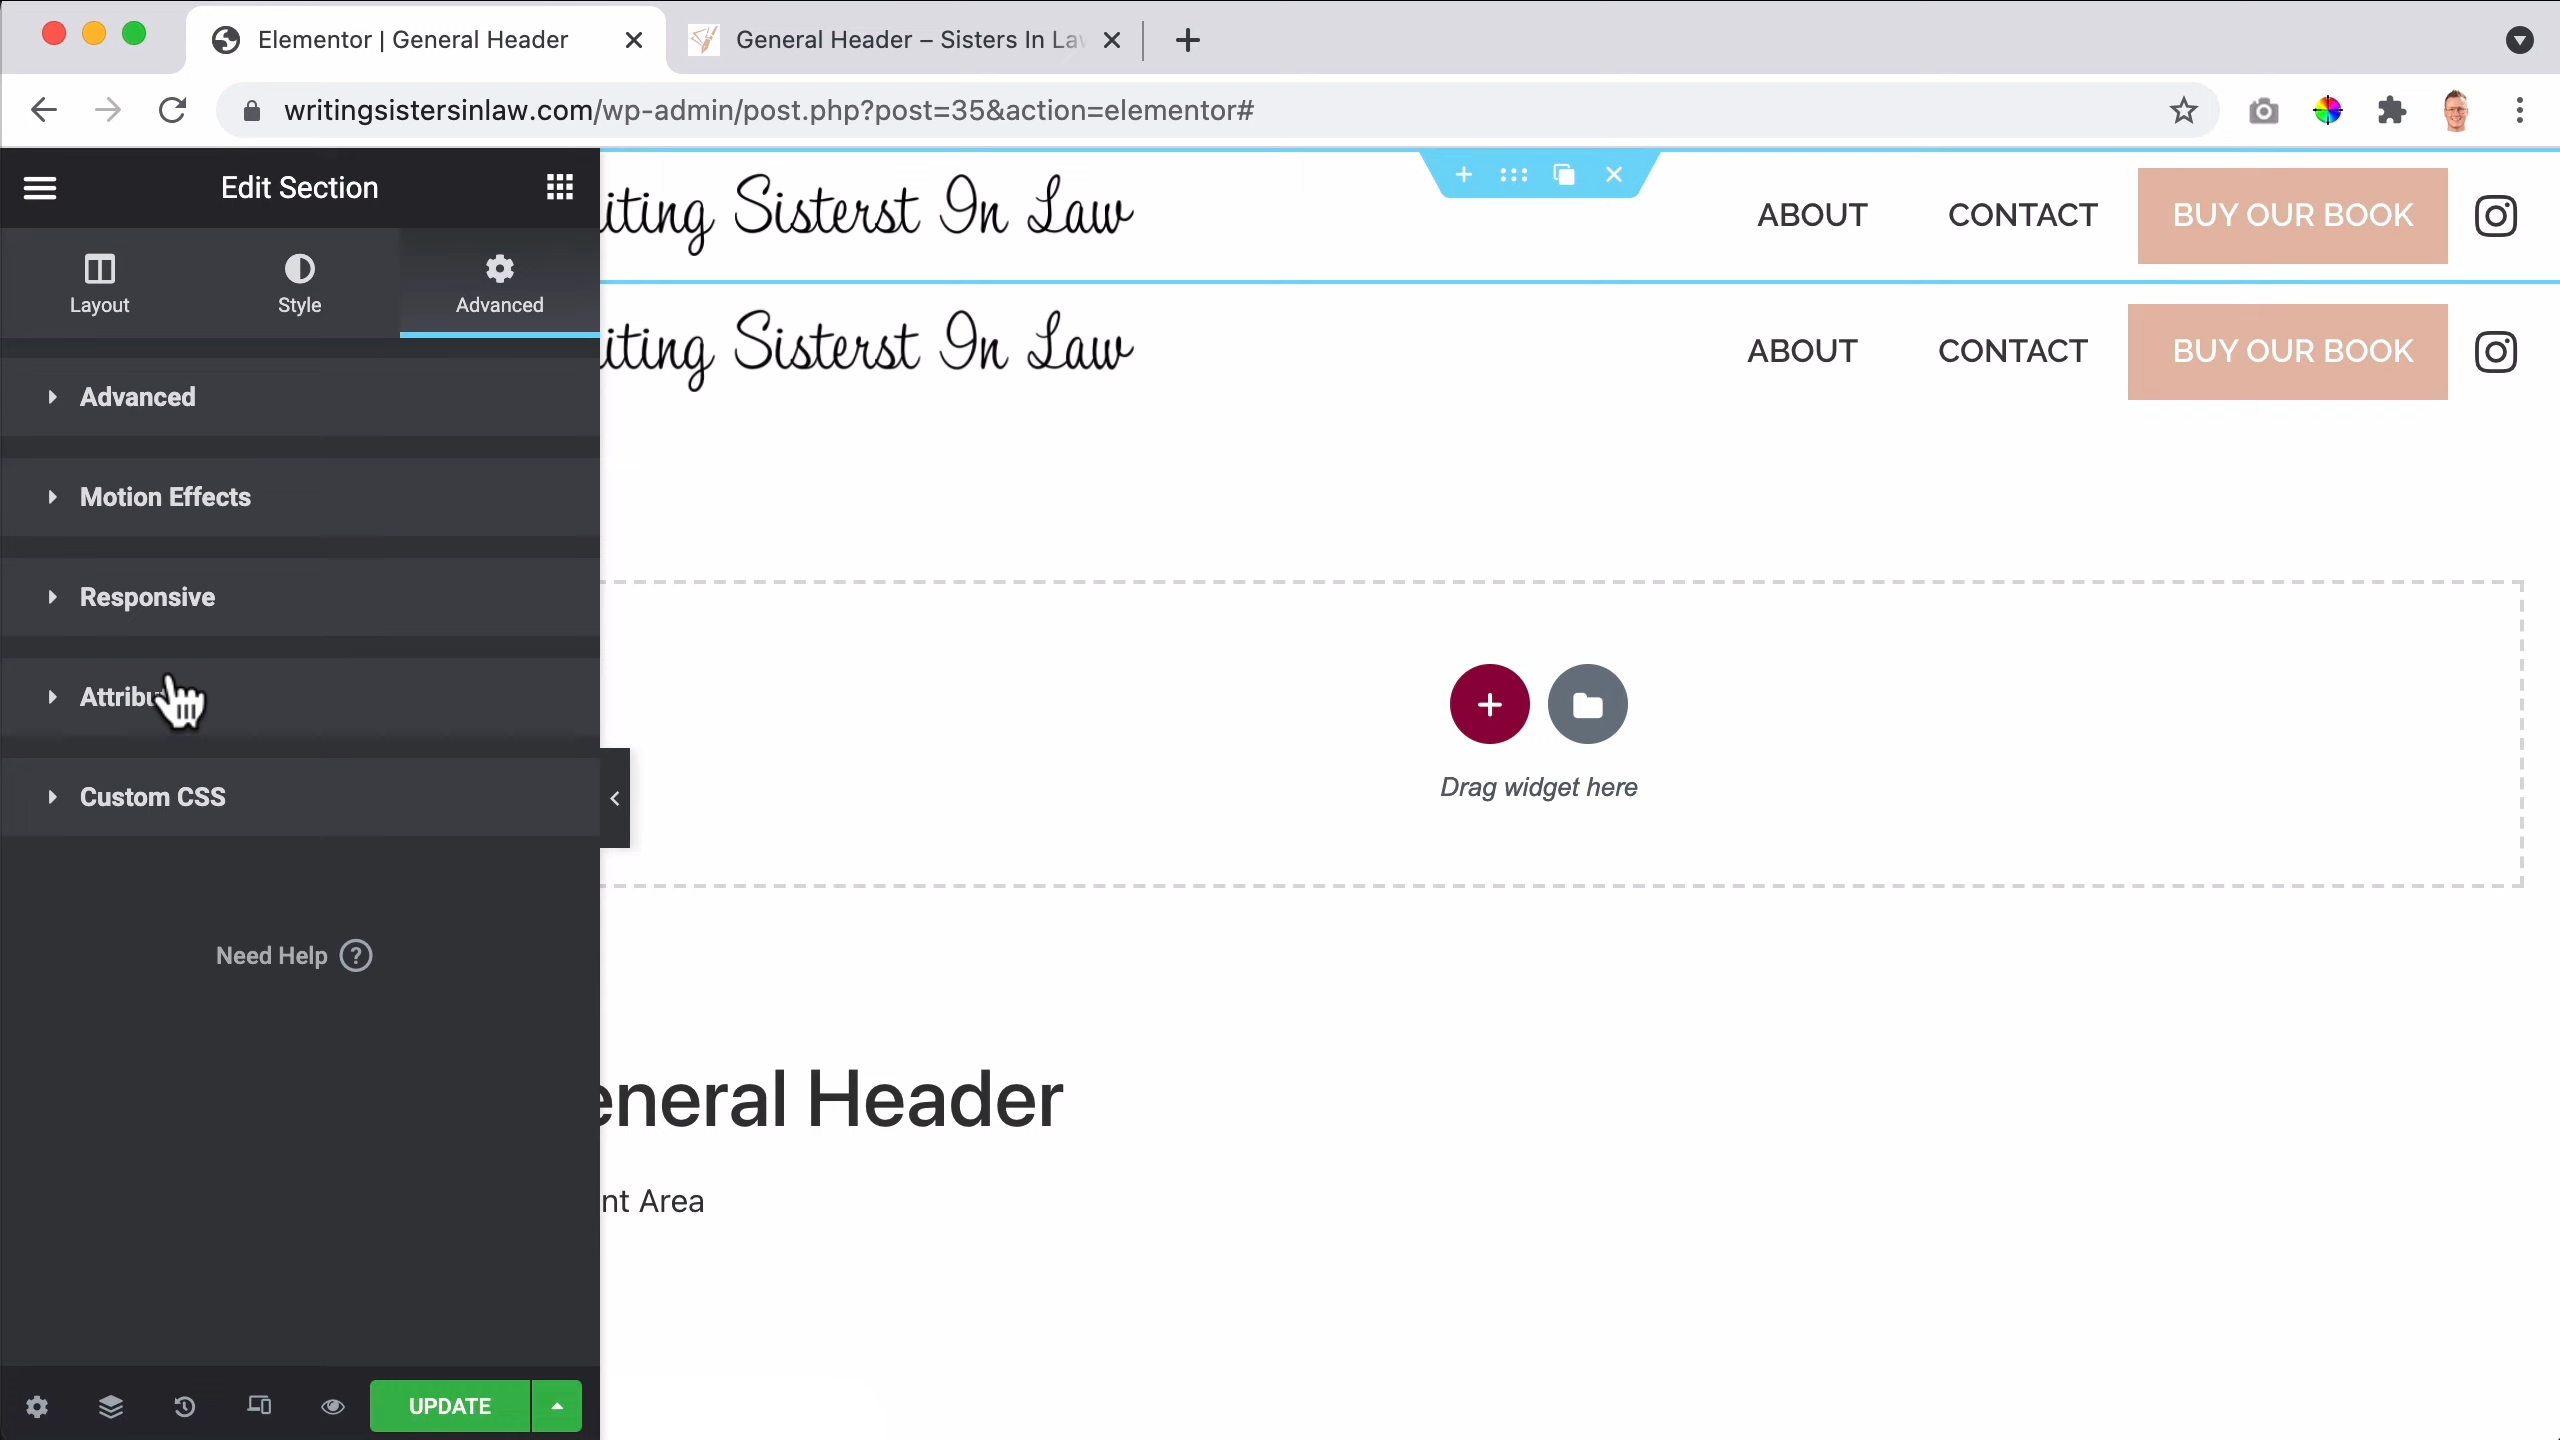 Elementor | General Header
General Header – Sisters In La
writingsistersinlaw.com/wp-admin/post.php?post=35&action=elementor#
Edit Section
Layout
Style
Advanced
Advanced
Motion Effects
Responsive
Attribu
Custom CSS
Need Help ?
UPDATE
iting Sisterst In Law
ABOUT CONTACT BUY OUR BOOK
iting Sisterst In Law
ABOUT CONTACT BUY OUR BOOK
Drag widget here
eneral Header
nt Area